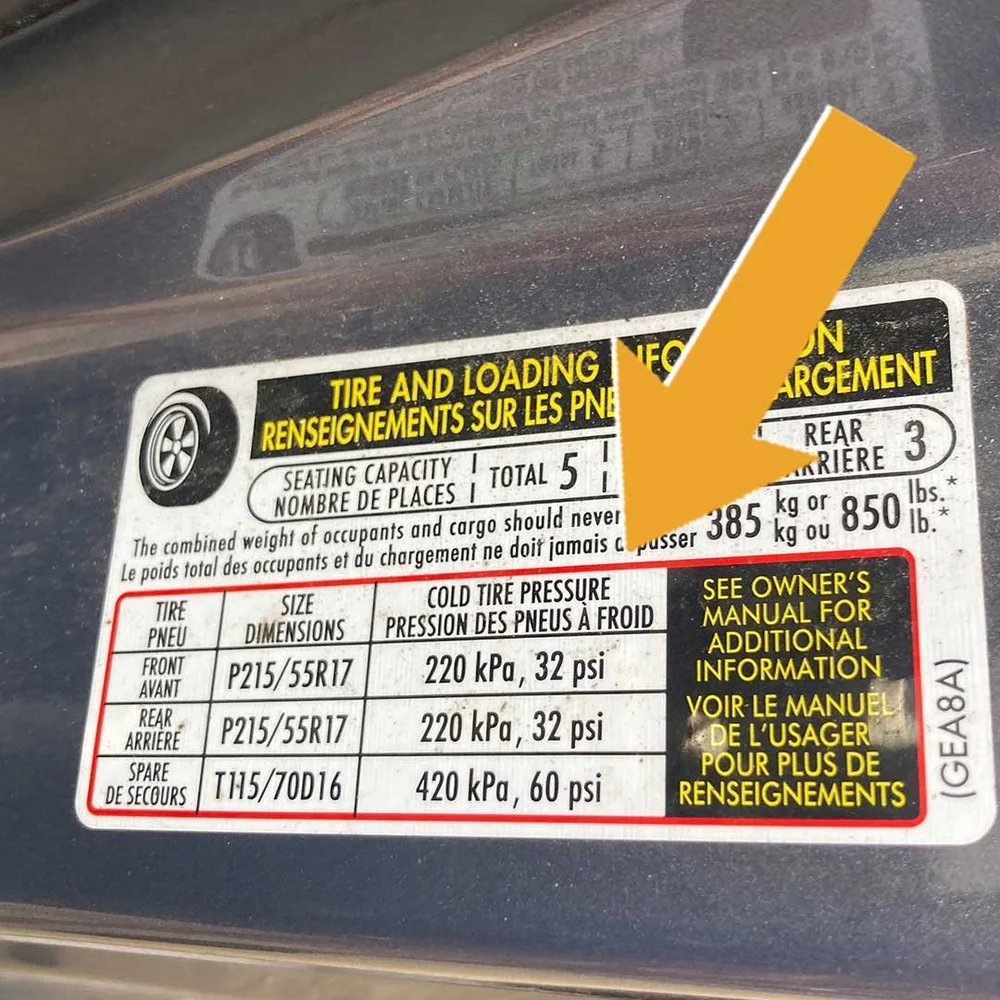 TIRE AND LOADING
RENSEIGNEMENTS SUR LES
ARGEMENT
SEATING CAPACITY
NOMBRE DE PLACES
TOTAL 5
REAR
ARRIÈRE
3
The combined weight of occupants and cargo should never 385 kg or 850 lbs.*
Le poids total des occupants et du chargement ne doit jamais kg ou lb.*
TIRE
PNEU
SIZE
DIMENSIONS
COLD TIRE PRESSURE
PRESSION DES PNEUS À FROID
FRONT
AVANT
P215/55R17
220 kPa, 32 psi
REAR
ARRIÈRE
P215/55R17
220 kPa, 32 psi
SPARE
DE SECOURS
T115/70D16
420 kPa, 60 psi
SEE OWNER'S
MANUAL FOR
ADDITIONAL
INFORMATION
VOIR LE MANUEL
DE L'USAGER
POUR PLUS DE
RENSEIGNEMENTS
(GEA8A)